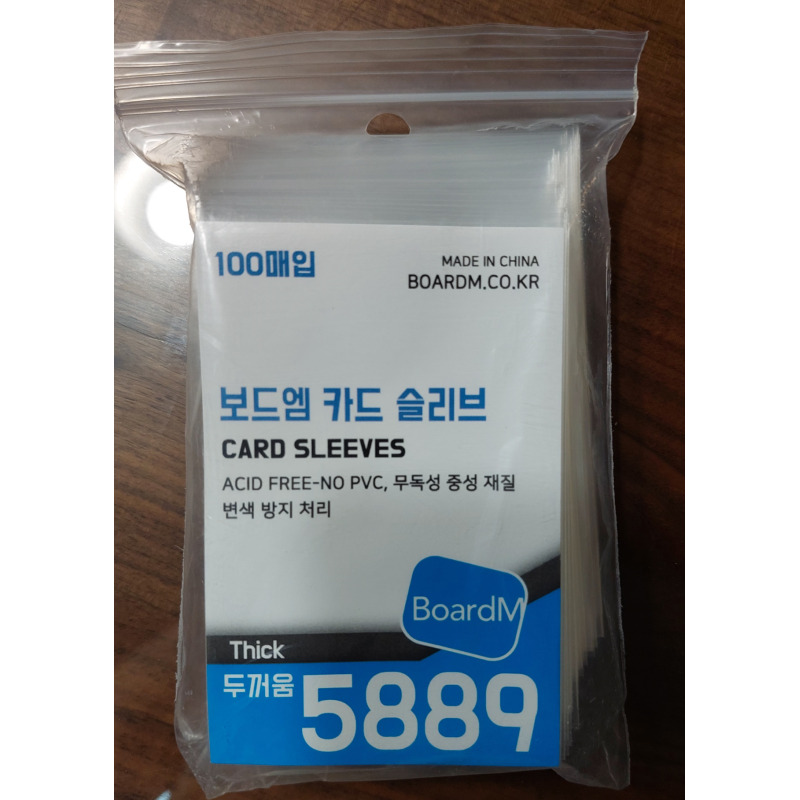 100매입
MADE IN CHINA
BOARDM.CO.KR
보드엠 카드 슬리브
CARD SLEEVES
ACID FREE-NO PVC, 무독성 중성 재질
변색 방지 처리
BoardM
Thick
두꺼움
5889